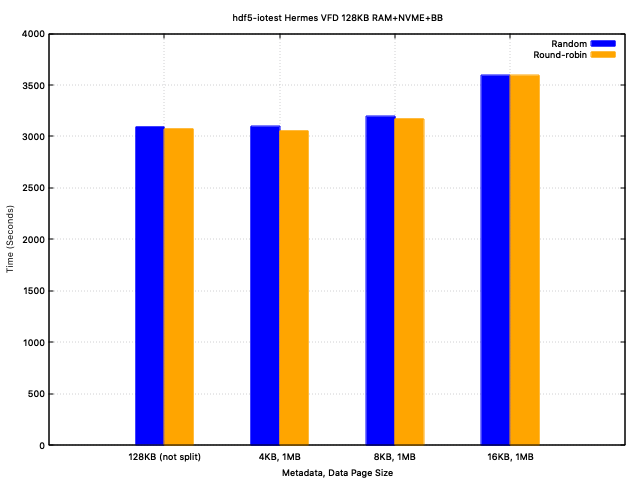 hdf5-iotest Hermes VFD 128KB RAM+NVME+BB
4000
3500
3000
2500
2000
1500
1000
500
0
Time (Seconds)
Random
Round-robin
128KB (not split)
4KB, 1MB
8KB, 1MB
16KB, 1MB
Metadata, Data Page Size